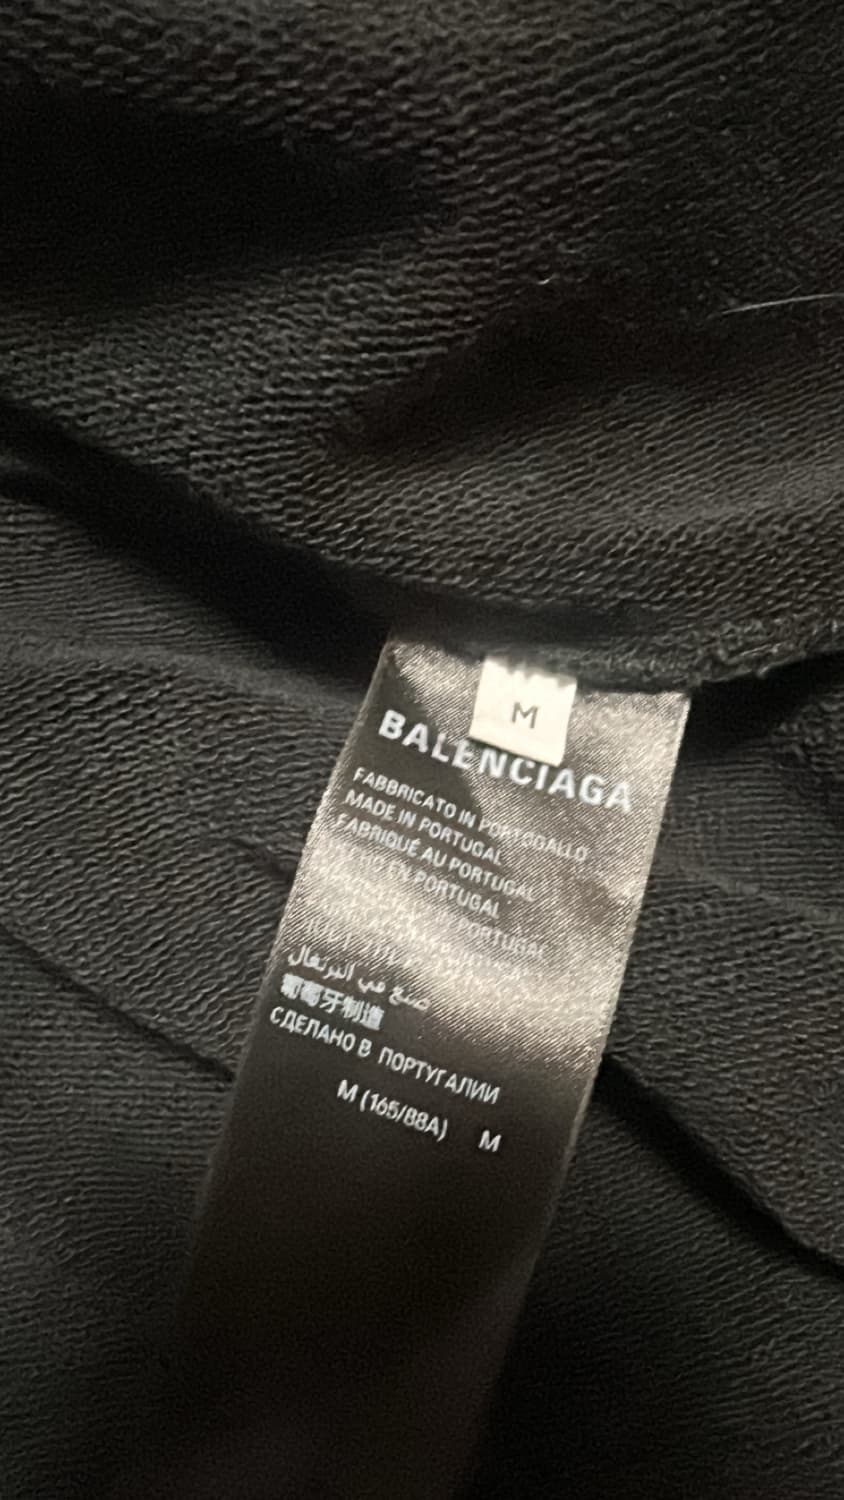 M
BALENCIAGA
FABBRICATO IN PORTOGALLO
MADE IN PORTUGAL
FABRIQUÉ AU PORTUGAL
EN PORTUGAL
IN PORTUGAL
صنع في البرتغال
葡萄牙制造
СДЕЛАНО В ПОРТУГАЛИИ
M (165/88A) M